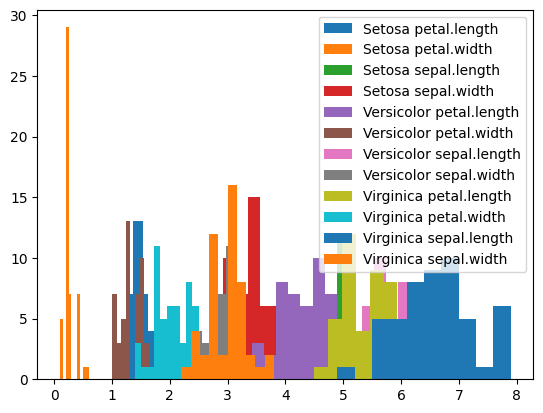 30
25
20
15
10
5
0
Setosa petal.length
Setosa petal.width
Setosa sepal.length
Setosa sepal.width
Versicolor petal.length
Versicolor petal.width
Versicolor sepal.length
Versicolor sepal.width
Virginica petal.length
Virginica petal.width
Virginica sepal.length
Virginica sepal.width
0 1 2 3 4 5 6 7 8